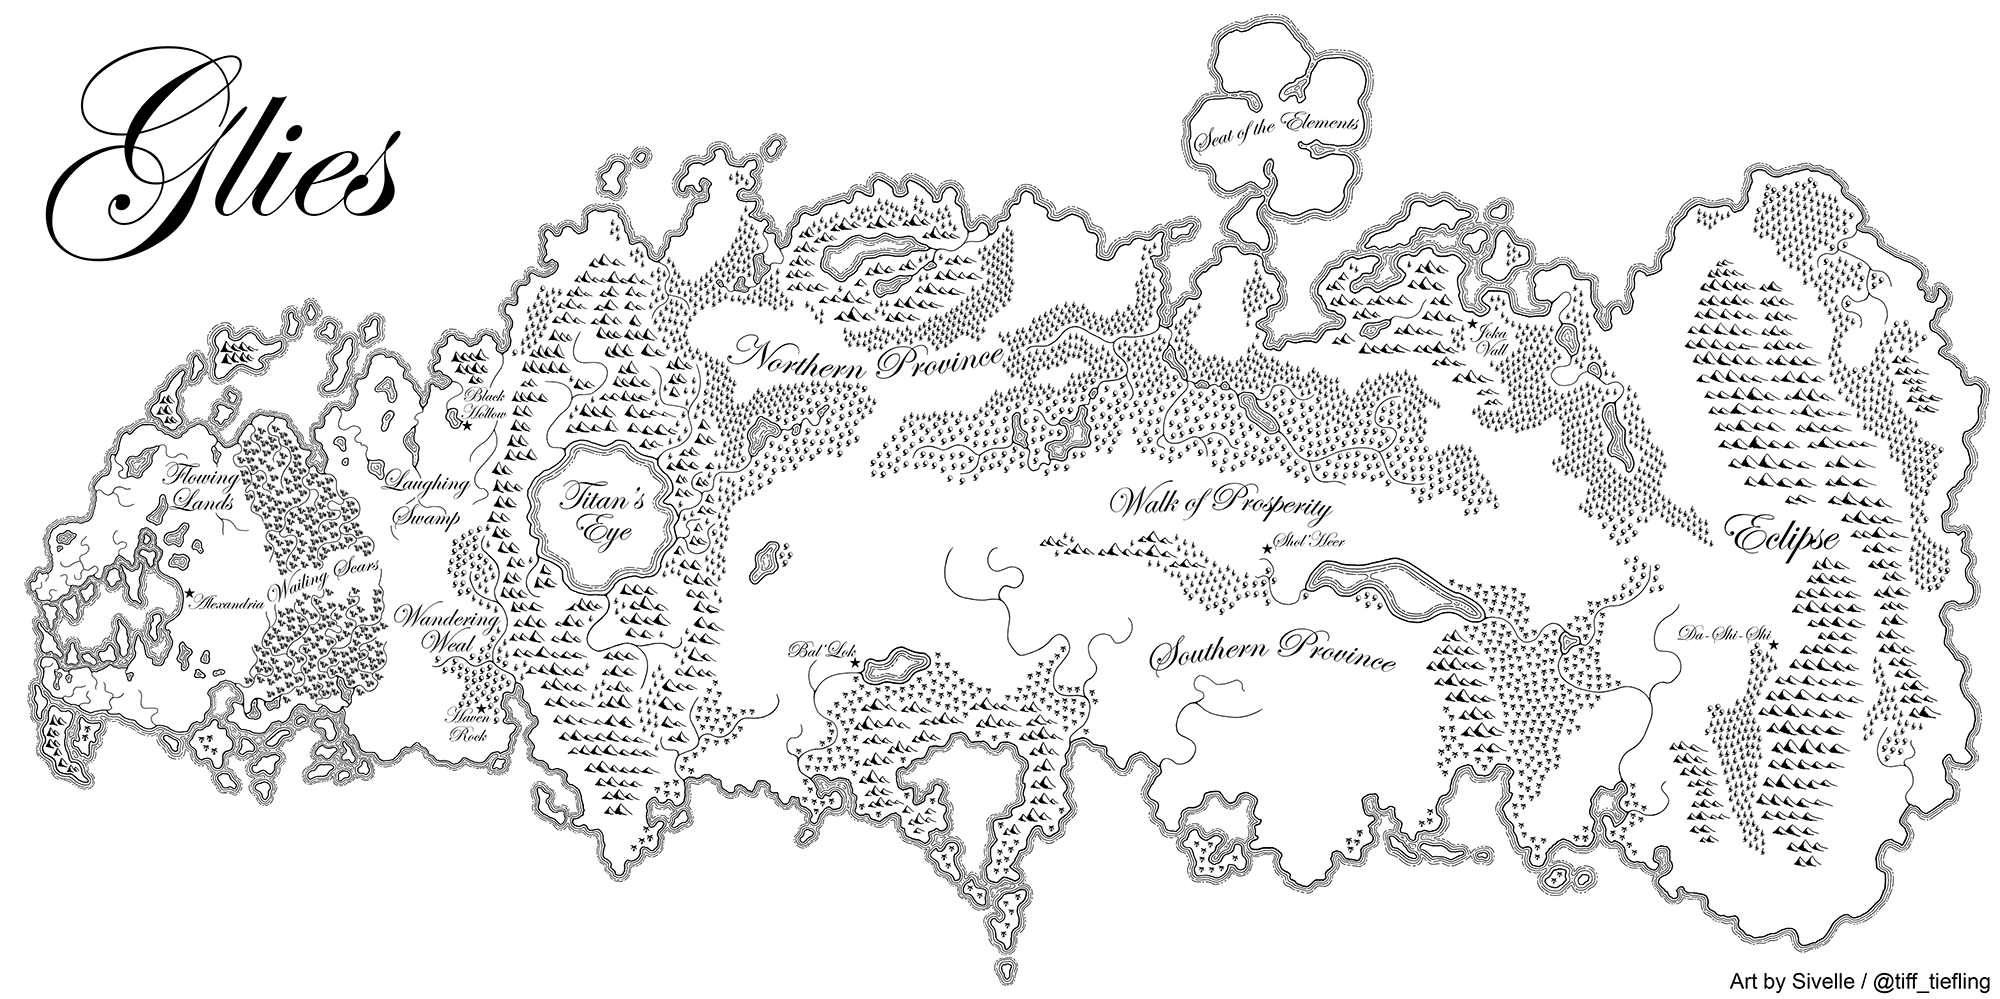 Glies
Seat of the Elements
Northern Province
Joka
Vall
Black
Hollow
Flowing
Lands
Laughing
Swamp
Titan's
Eye
Walk of Prosperity
Eclipse
Shol'Heer
Wailing Scars
Alexandria
Wandering
Weal
Bal'Lok
Southern Province
Da-Shi-Shi
Haven
Rock
Art by Sivelle / @tiff_tiefling